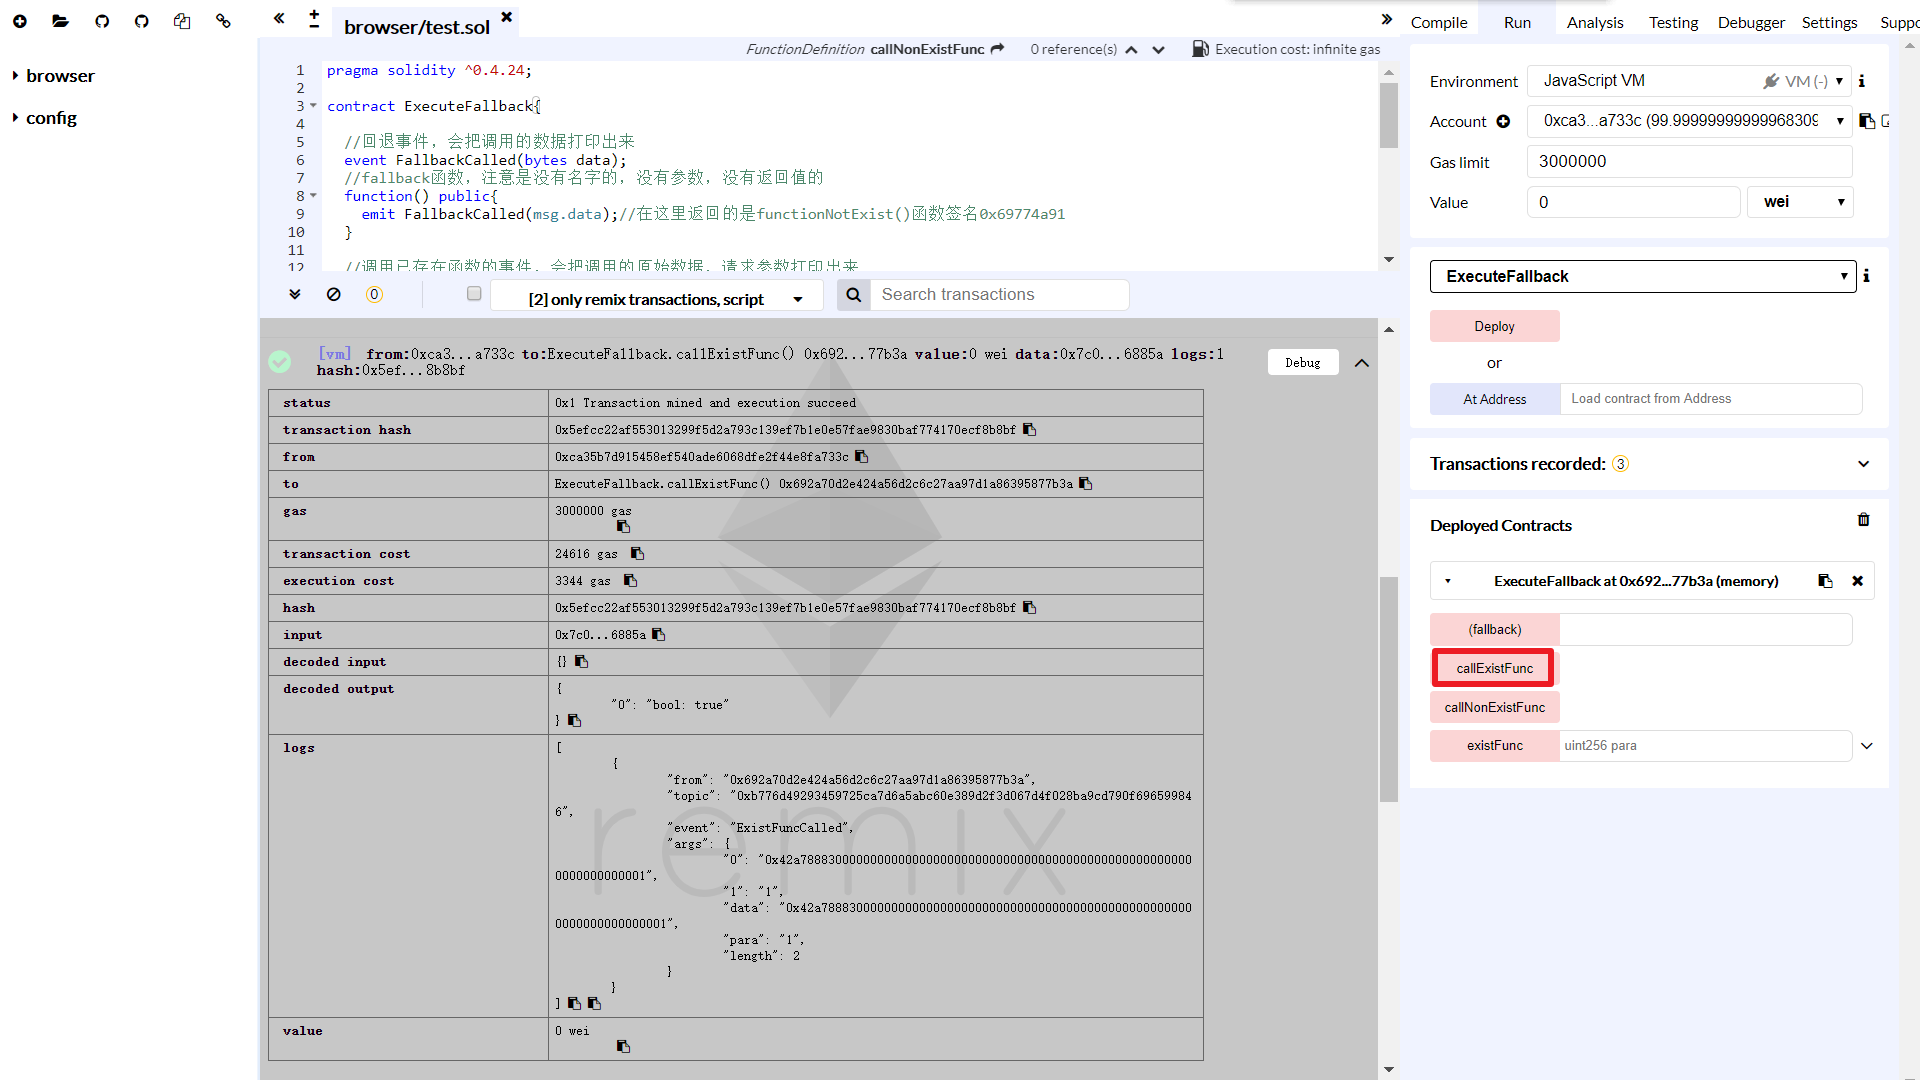 browser/test.sol
Compile Run Analysis Testing Debugger Settings Suppo
FunctionDefinition callNonExistFunc 0 reference(s) Execution cost: infinite gas
browser
config
1 pragma solidity ^0.4.24;
2
3 contract ExecuteFallback{
4
5 //回退事件，会把调用的数据打印出来
6 event FallbackCalled(bytes data);
7 //fallback函数，注意是没有名字的，没有参数，没有返回值的
8 function() public{
9 emit FallbackCalled(msg.data);//在这里返回的是functionNotExist()函数签名0x69774a91
10 }
11
12 //调用已存在函数的事件，会把调用的原始数据，请求参数打印出来
0 [2] only remix transactions, script Search transactions
[vm] from:0xca3...a733c to:ExecuteFallback.callExistFunc() 0x692...77b3a value:0 wei data:0x7c0...6885a logs:1
hash:0x5ef...8b8bf
Debug
status 0x1 Transaction mined and execution succeed
transaction hash 0x5efcc22af553013299f5d2a793c139ef7b1e0e57fae9830baf774170ecf8b8bf
from 0xca35b7d915458ef540ade6068dfe2f44e8fa733c
to ExecuteFallback.callExistFunc() 0x692a70d2e424a56d2c6c27aa97d1a86395877b3a
gas 3000000 gas
transaction cost 24616 gas
execution cost 3344 gas
hash 0x5efcc22af553013299f5d2a793c139ef7b1e0e57fae9830baf774170ecf8b8bf
input 0x7c0...6885a
decoded input {}
decoded output {
"0": "bool: true"
}
logs [
{
"from": "0x692a70d2e424a56d2c6c27aa97d1a86395877b3a",
"topic": "0xb776d49293459725ca7d6a5abc60e389d2f3d067d4f028ba9cd790f69659984
6",
"event": "ExistFuncCalled",
"args": {
"0": "0x42a788830000000000000000000000000000000000000000000000000000
0000000000001",
"1": "1",
"data": "0x42a788830000000000000000000000000000000000000000000000000
0000000000000001",
"para": "1",
"length": 2
}
}
]
value 0 wei
remix
Environment JavaScript VM VM (-)
Account 0xca3...a733c (99.99999999999968309
Gas limit 3000000
Value 0 wei
ExecuteFallback
Deploy
or
At Address Load contract from Address
Transactions recorded: 3
Deployed Contracts
ExecuteFallback at 0x692...77b3a (memory)
(fallback)
callExistFunc
callNonExistFunc
existFunc uint256 para